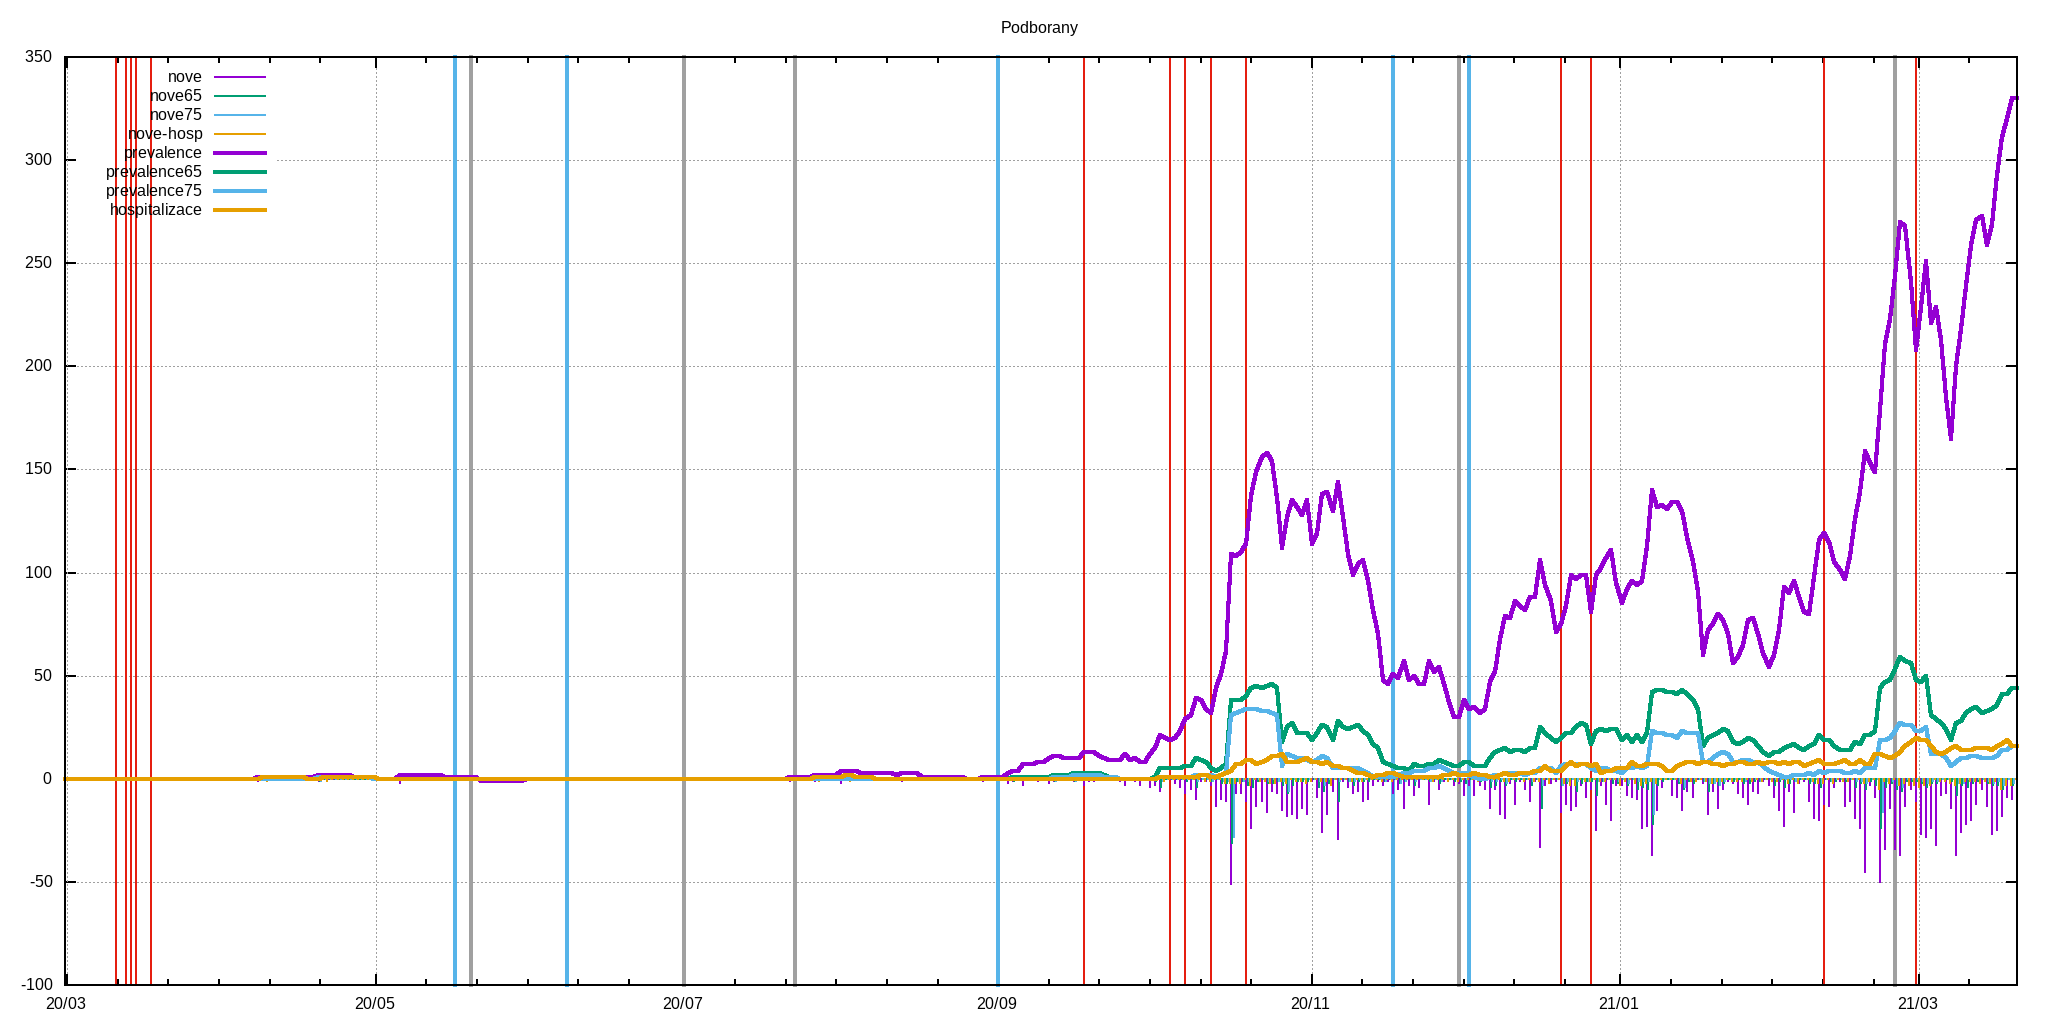 Podborany
350
300
250
200
150
100
50
0
-50
-100
nove
nove65
nove75
nove-hosp
prevalence
prevalence65
prevalence75
hospitalizace
20/03 20/05 20/07 20/09 20/11 21/01 21/03